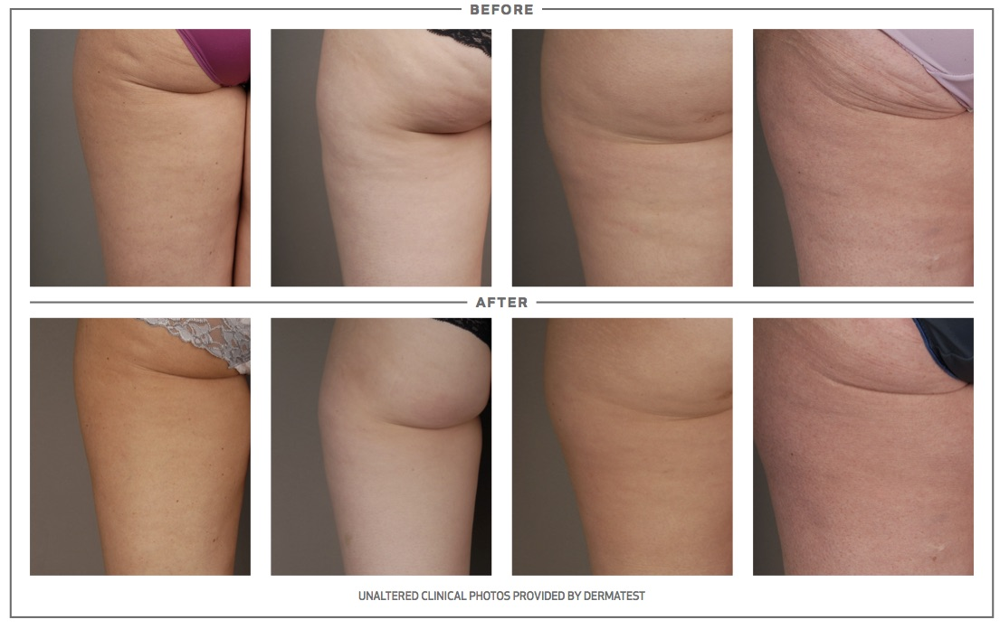 BEFORE
AFTER
UNALTERED CLINICAL PHOTOS PROVIDED BY DERMATEST